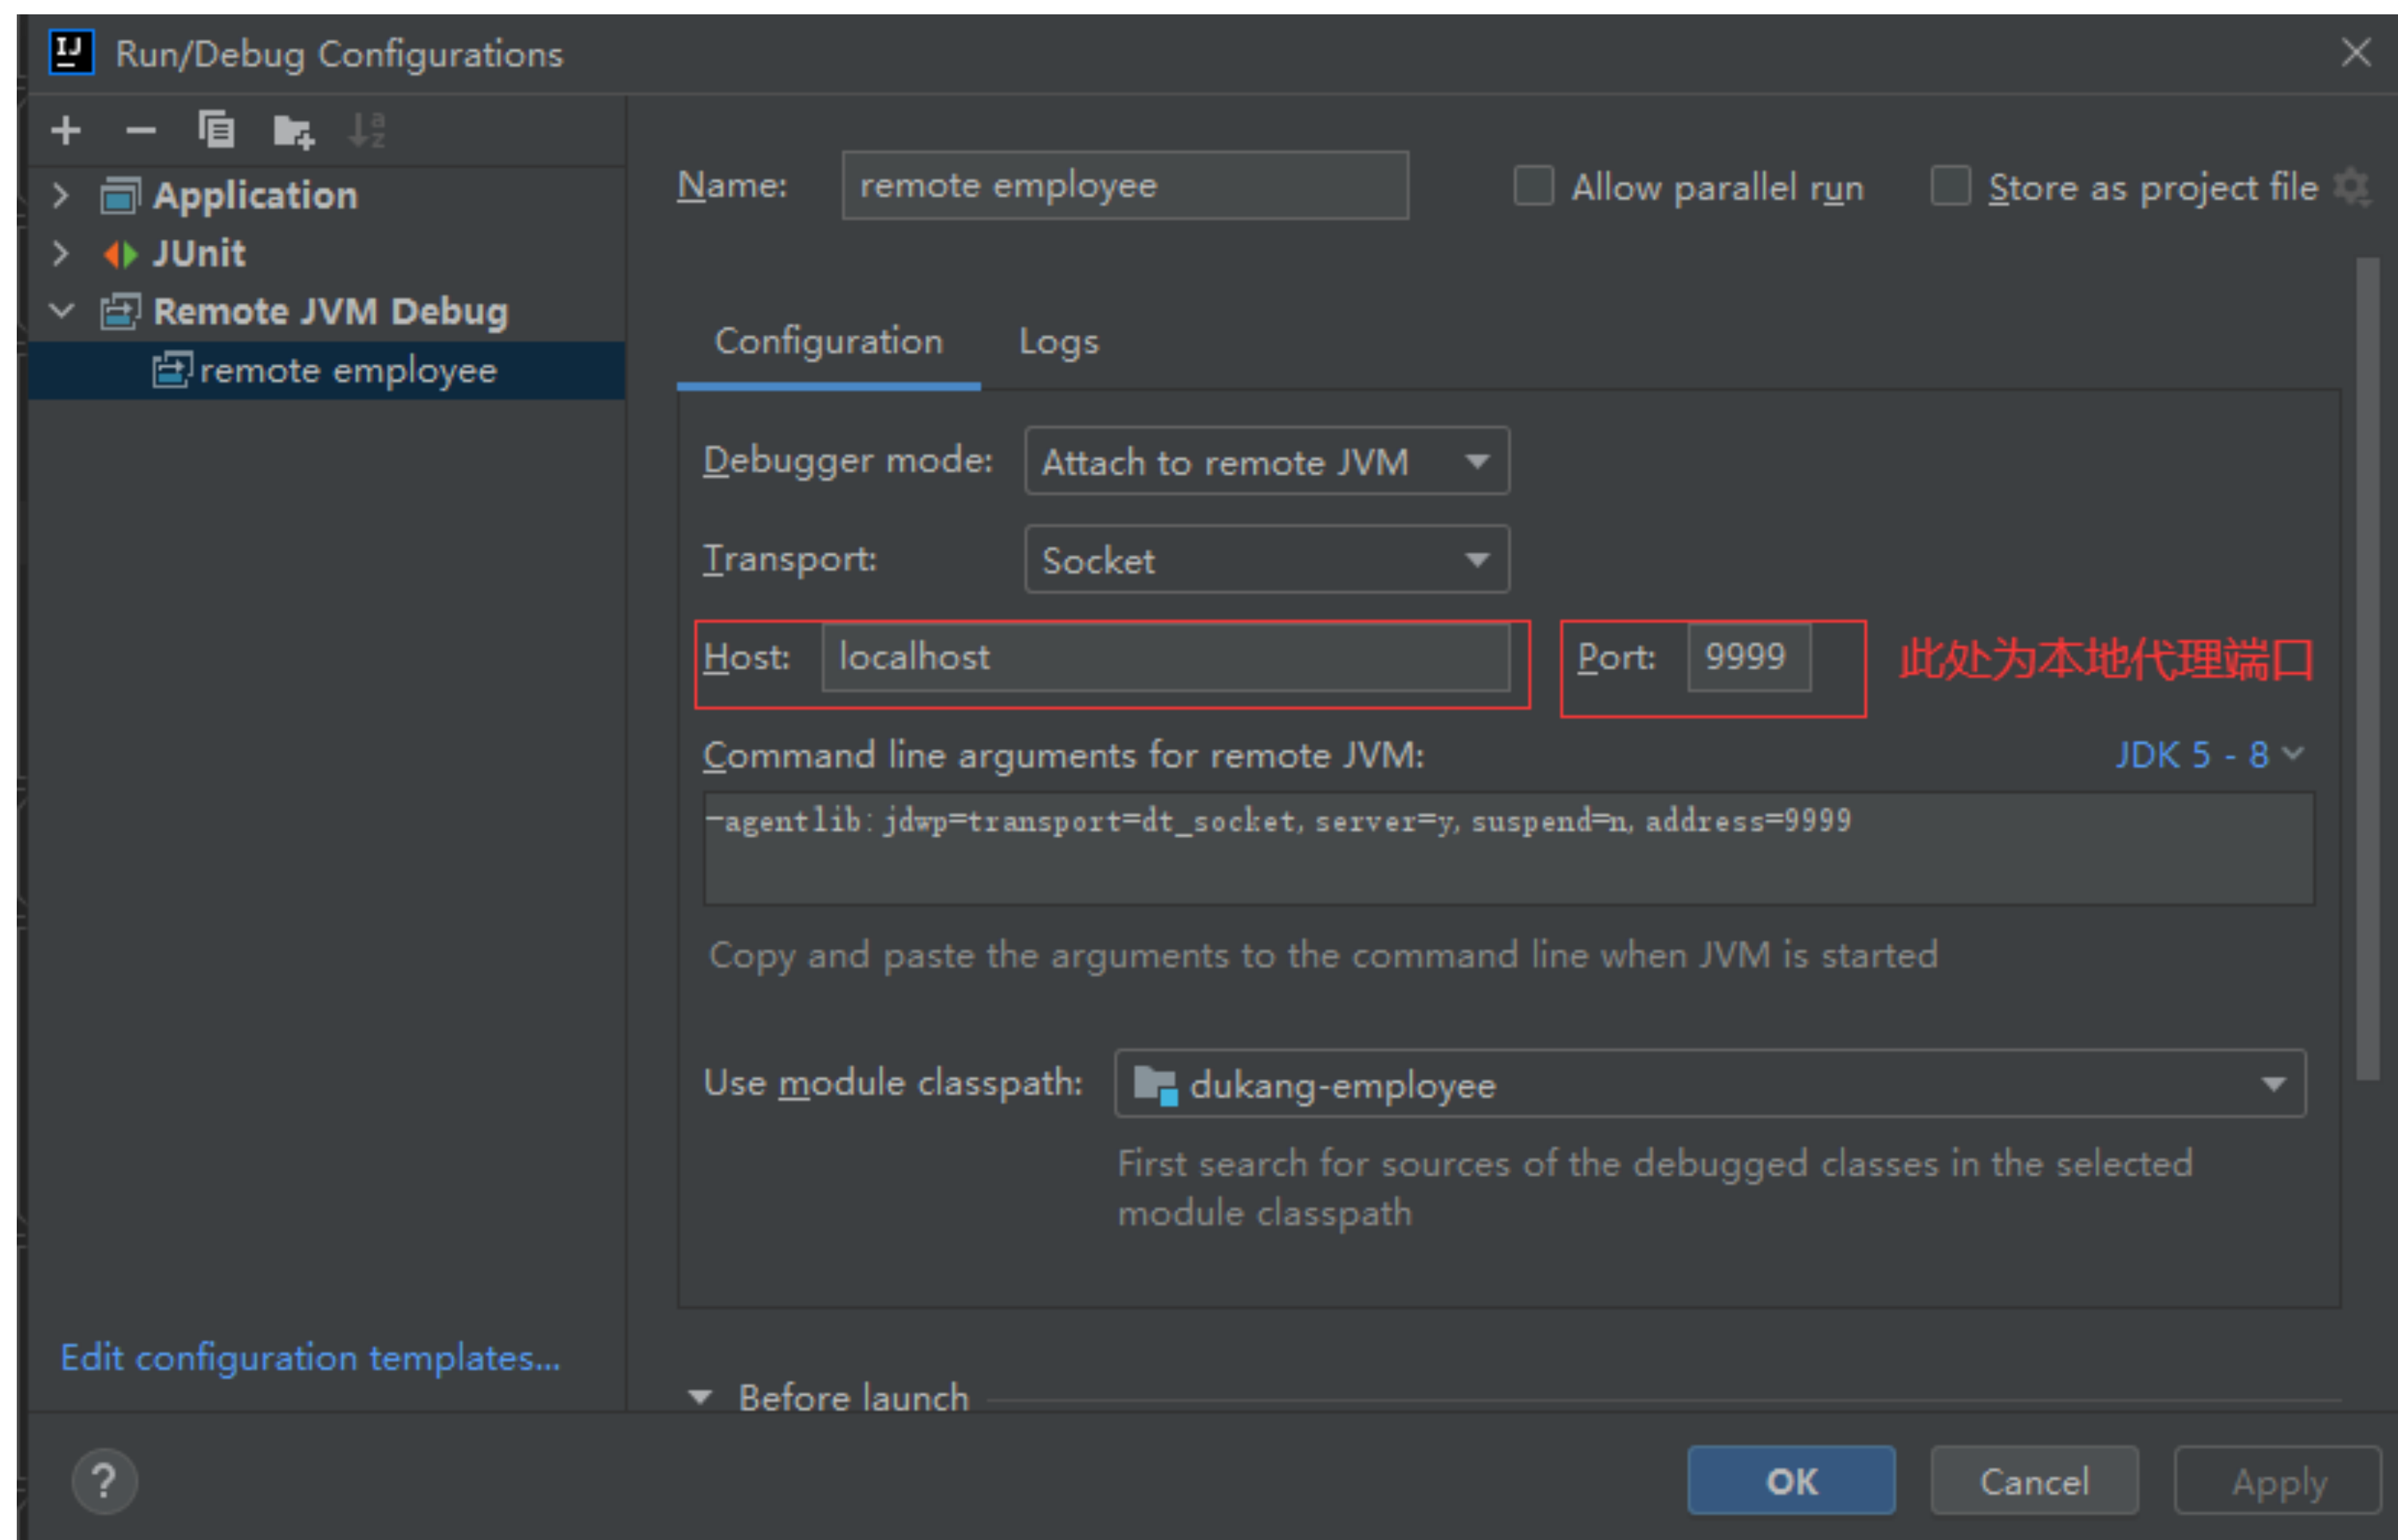 IJ Run/Debug Configurations
Application
JUnit
Remote JVM Debug
remote employee
Edit configuration templates...
Name: remote employee Allow parallel run Store as project file
Configuration Logs
Debugger mode: Attach to remote JVM
Transport: Socket
Host: localhost Port: 9999 此处为本地代理端口
Command line arguments for remote JVM: JDK 5 - 8
-agentlib:jdwp=transport=dt_socket,server=y,suspend=n,address=9999
Copy and paste the arguments to the command line when JVM is started
Use module classpath: dukang-employee
First search for sources of the debugged classes in the selected
module classpath
Before launch
? OK Cancel Apply